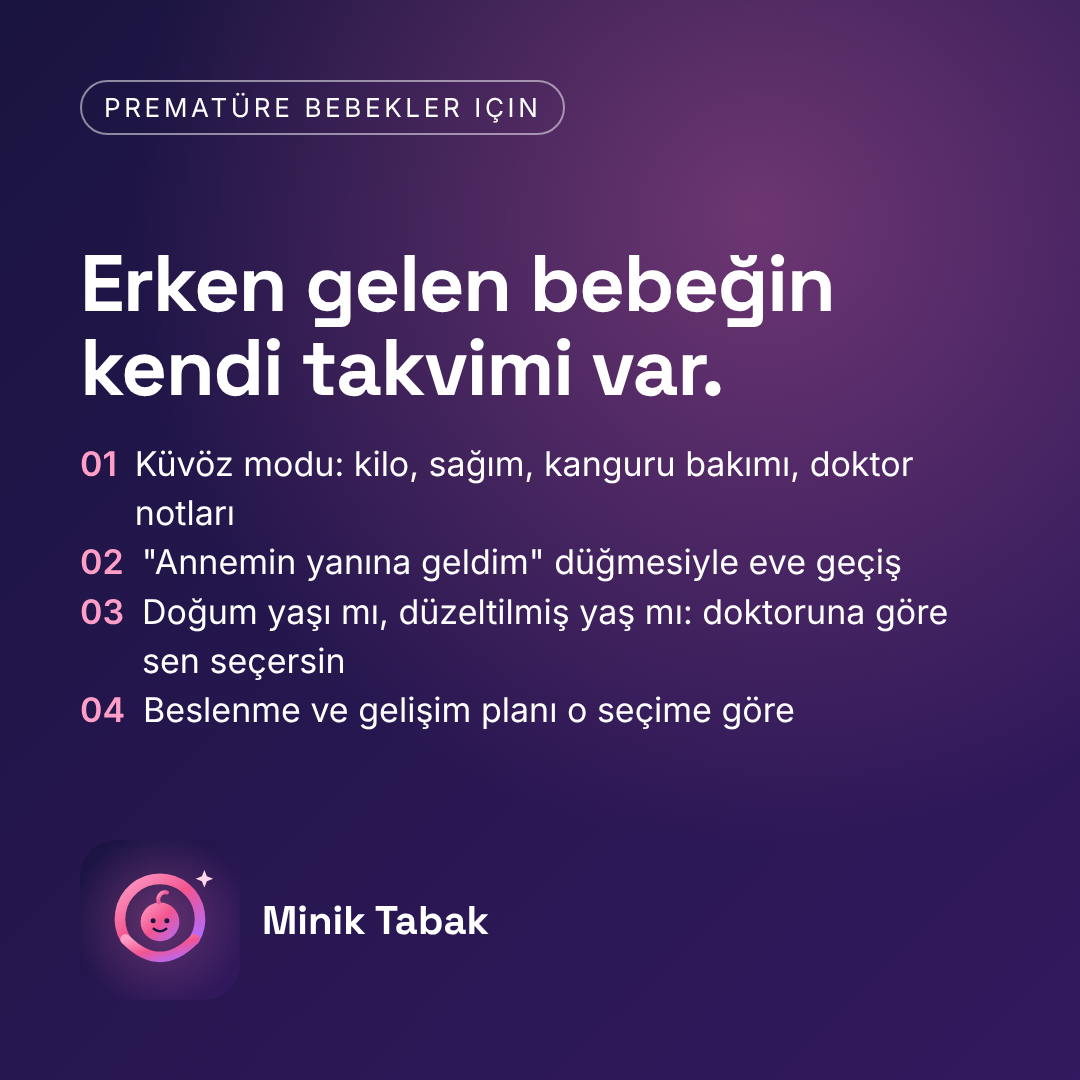 PREMATÜRE BEBEKLER IÇIN
Erken gelen bebeğin
kendi takvimi var.
01 Küvöz modu: kilo, sağım, kanguru bakımı, doktor
notları
02 "Annemin yanına geldim" düğmesiyle eve geçiş
03 Doğum yaşı mı, düzeltilmiş yaş mı: doktoruna göre
sen seçersin
04 Beslenme ve gelişim planı o seçime göre
Minik Tabak